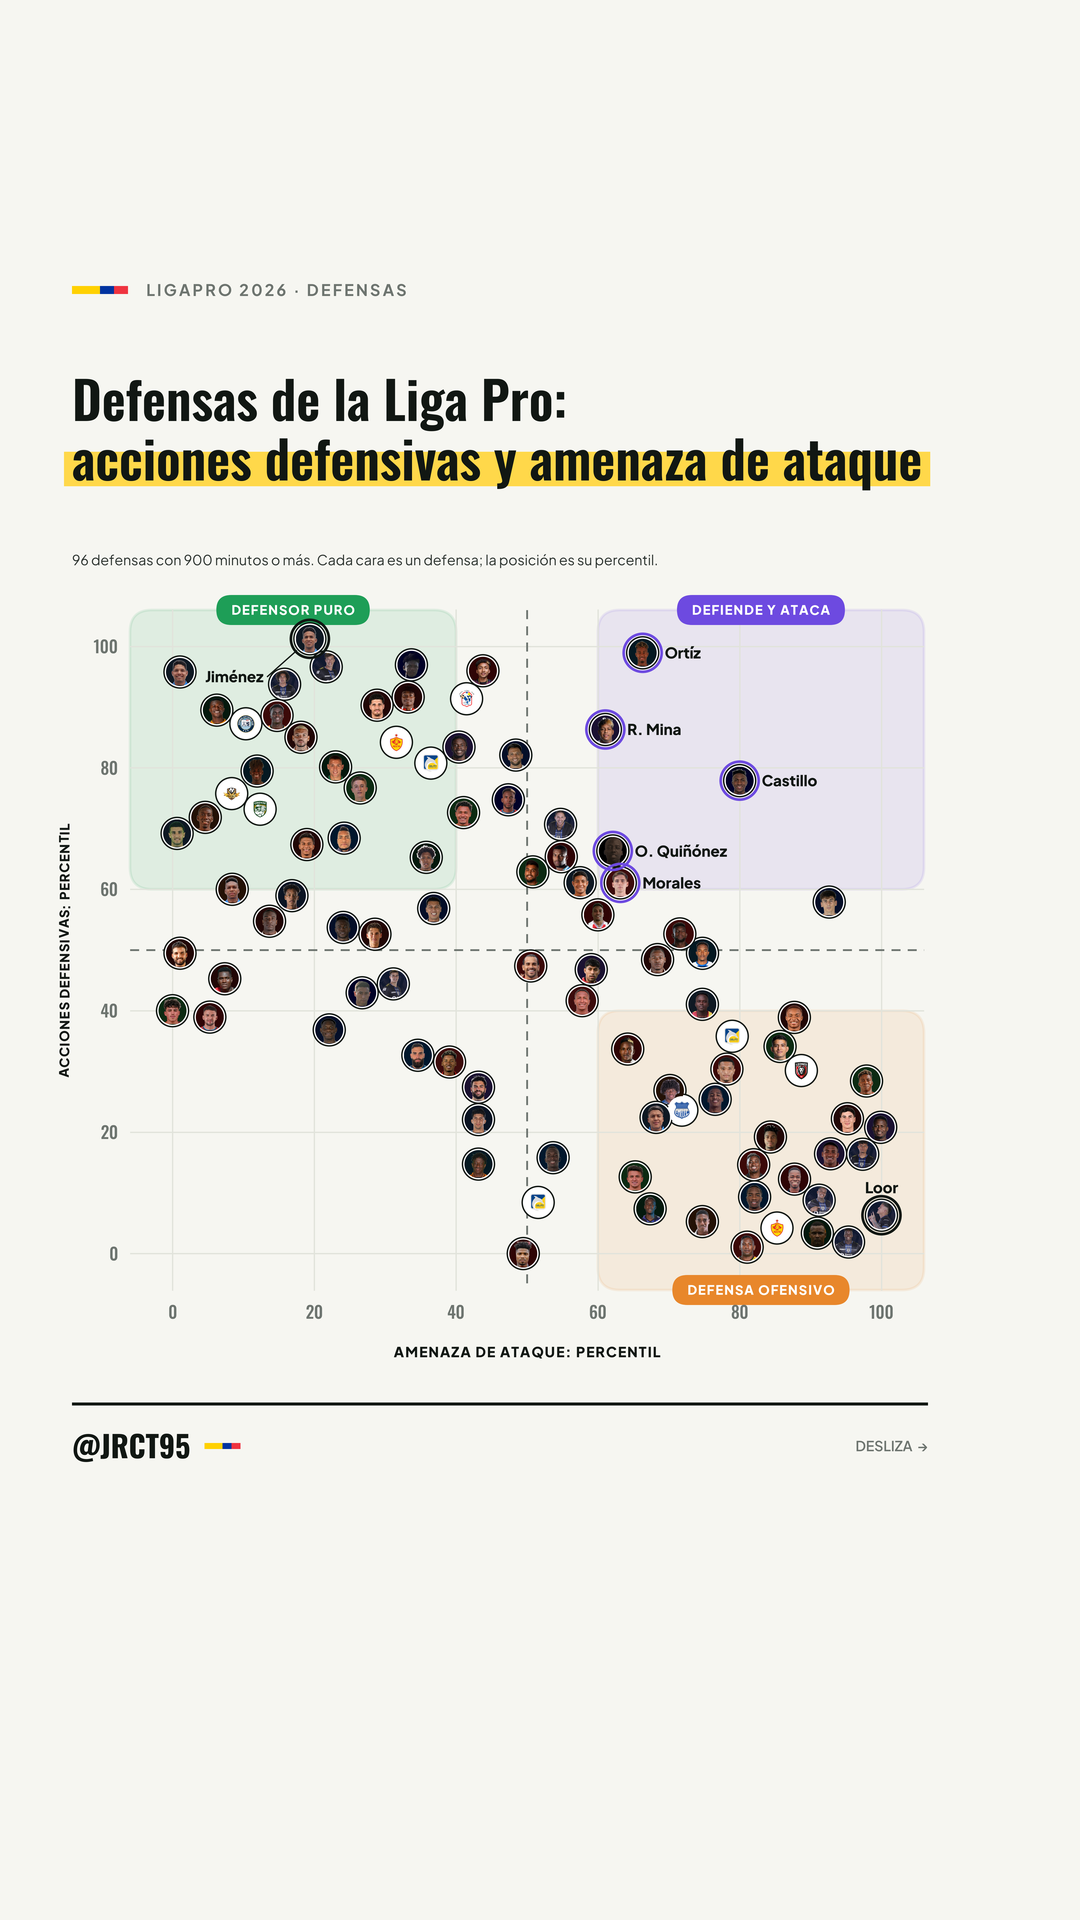 LIGAPRO 2026 · DEFENSAS
Defensas de la Liga Pro:
acciones defensivas y amenaza de ataque
96 defensas con 900 minutos o más. Cada cara es un defensa; la posición es su percentil.
DEFENSOR PURO
DEFIENDE Y ATACA
100
Ortíz
Jiménez
R. Mina
80
Castillo
O. Quiñónez
60
Morales
ACCIONES DEFENSIVAS: PERCENTIL
40
20
Loor
0
DEFENSA OFENSIVO
0 20 40 60 80 100
AMENAZA DE ATAQUE: PERCENTIL
@JRCT95
DESLIZA →